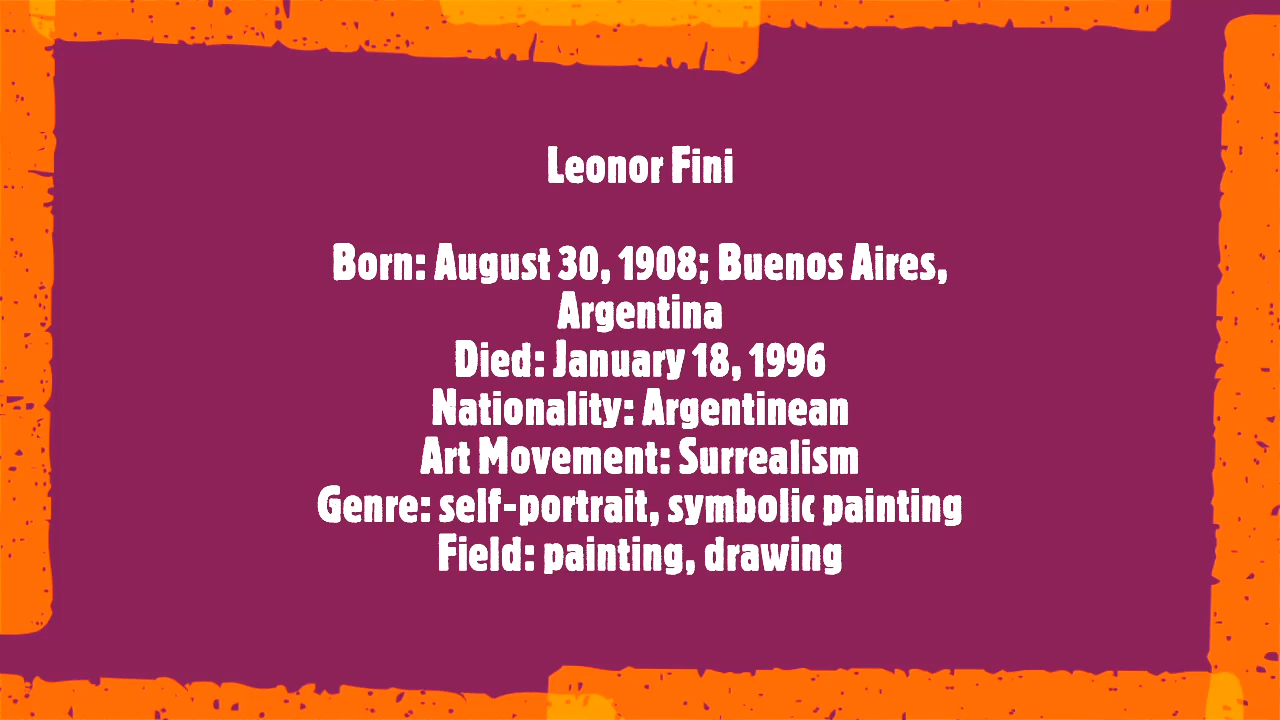 Leonor Fini
Born: August 30, 1908; Buenos Aires,
Argentina
Died: January 18, 1996
Nationality: Argentinean
Art Movement: Surrealism
Genre: self-portrait, symbolic painting
Field: painting, drawing